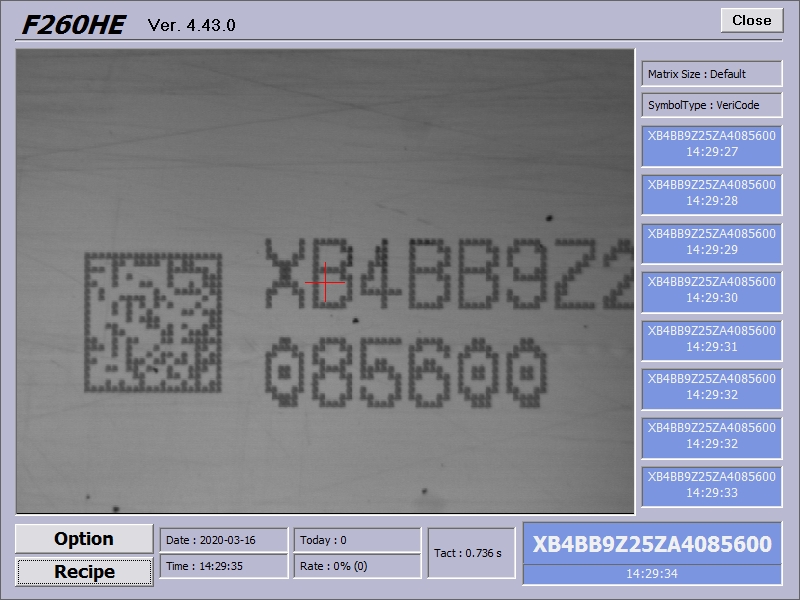 F260HE Ver. 4.43.0
Close
XB4BB9Z2
085600
Matrix Size : Default
SymbolType : VeriCode
XB4BB9Z25ZA4085600
14:29:27
XB4BB9Z25ZA4085600
14:29:28
XB4BB9Z25ZA4085600
14:29:29
XB4BB9Z25ZA4085600
14:29:30
XB4BB9Z25ZA4085600
14:29:31
XB4BB9Z25ZA4085600
14:29:32
XB4BB9Z25ZA4085600
14:29:32
XB4BB9Z25ZA4085600
14:29:33
Option
Recipe
Date : 2020-03-16
Time : 14:29:35
Today : 0
Rate : 0% (0)
Tact : 0.736 s
XB4BB9Z25ZA4085600
14:29:34